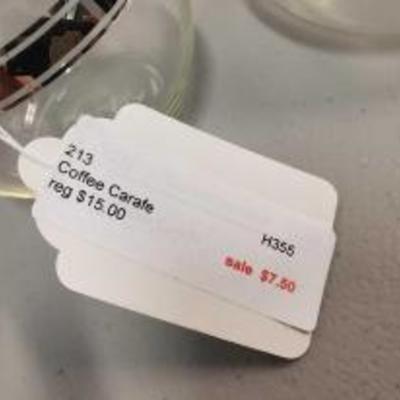 213
Coffee Carafe
reg $15.00
H355
sale $7.50